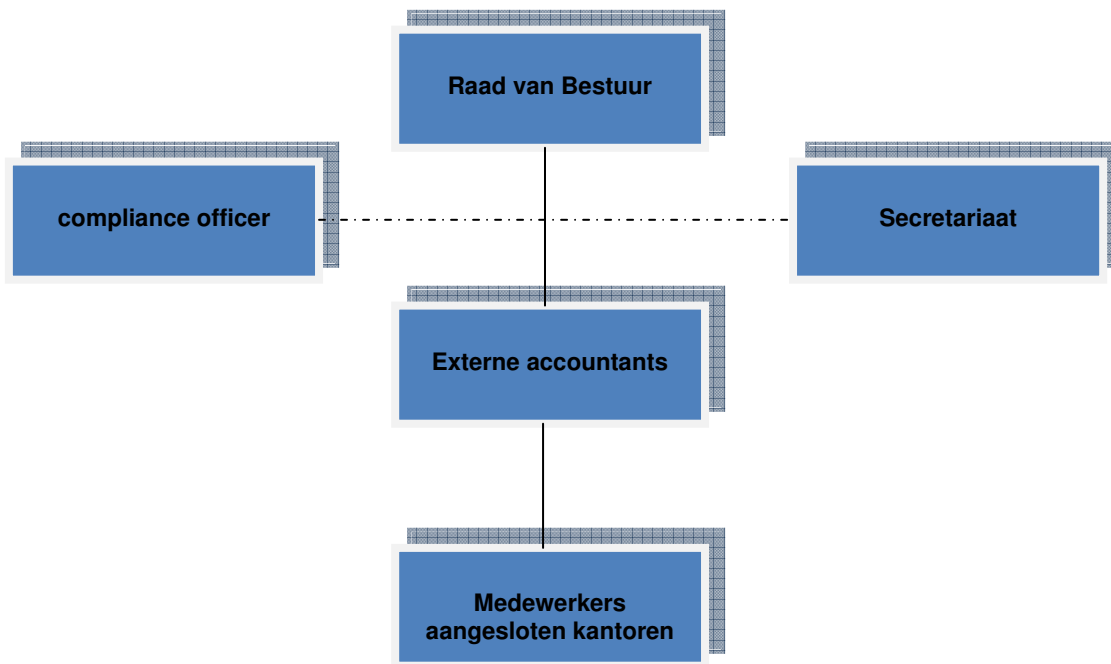 Raad van Bestuur
compliance officer
Secretariaat
Externe accountants
Medewerkers
aangesloten kantoren